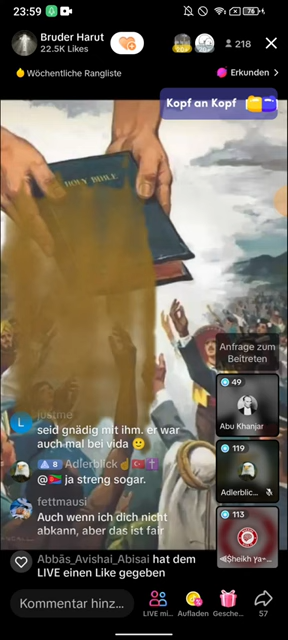 23:59
76
Bruder Harut
22.5K Likes
218
Wöchentliche Rangliste
Erkunden >
Kopf an Kopf
HOLY BIBLE
Anfrage zum
Beitreten
49
Abu Khanjar
119
Adlerblic...
113
justme
L
seid gnädig mit ihm. er war
auch mal bei vida 🙂
8 Adlerblick
@🇯🇴 ja streng sogar.
fettmausi
Auch wenn ich dich nicht
abkann, aber das ist fair
Abbās_Avishai_Abisai hat dem
LIVE einen Like gegeben
Kommentar hinz...
LIVE mi...
Aufladen
Gesche...
57